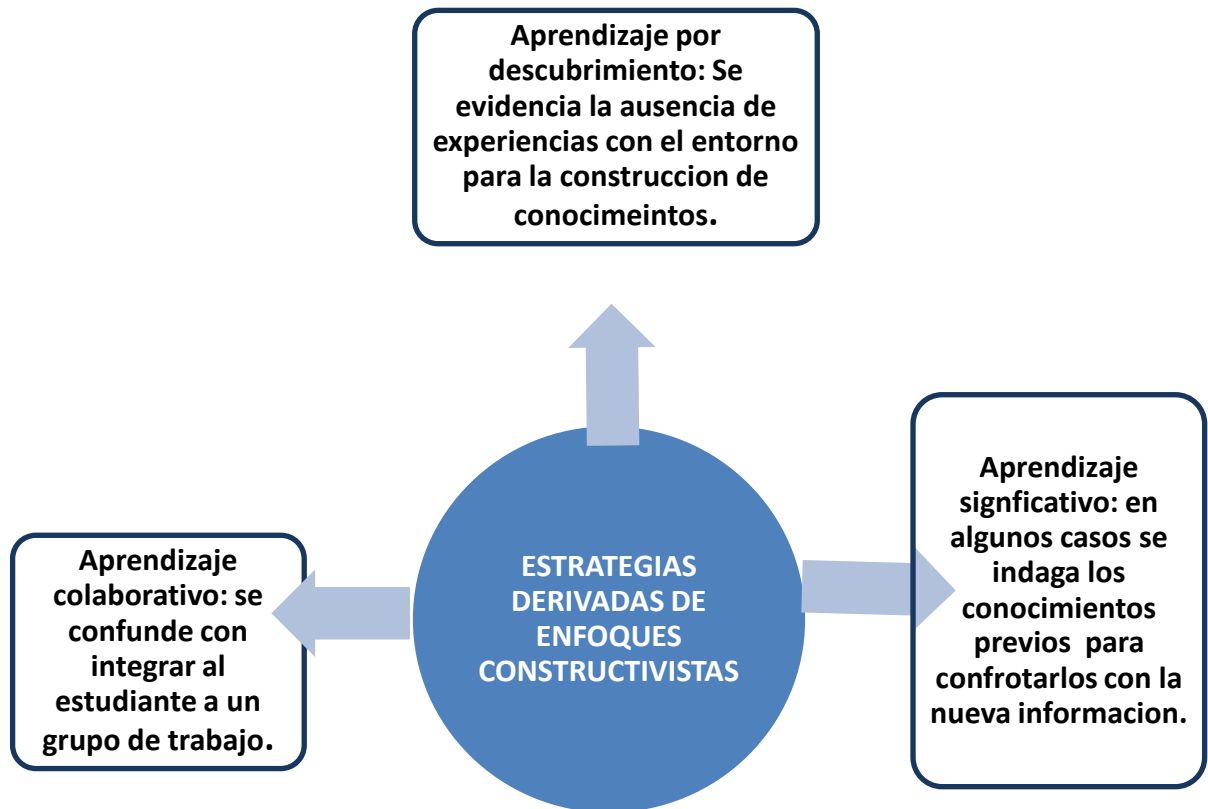 Aprendizaje por
descubrimiento: Se
evidencia la ausencia de
experiencias con el entorno
para la construccion de
conocimeintos.
Aprendizaje
colaborativo: se
confunde con
integrar al
estudiante a un
grupo de trabajo.
ESTRATEGIAS
DERIVADAS DE
ENFOQUES
CONSTRUCTIVISTAS
Aprendizaje
signficativo: en
algunos casos se
indaga los
conocimientos
previos para
confrotarlos con la
nueva informacion.